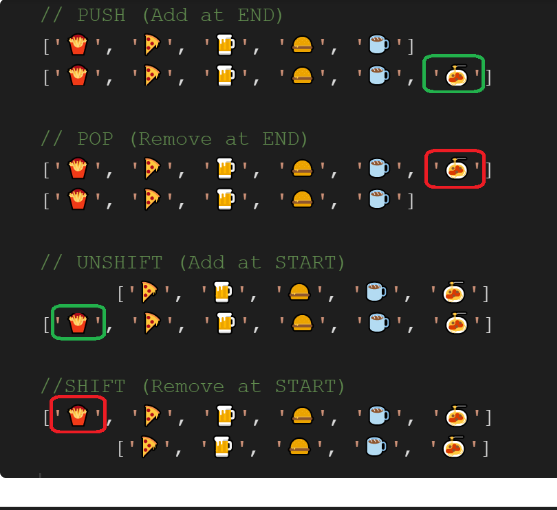 // PUSH (Add at END)
['🍟', '🍕', '🍺', '🍔', '☕']
['🍟', '🍕', '🍺', '🍔', '☕', '🍝']
// POP (Remove at END)
['🍟', '🍕', '🍺', '🍔', '☕', '🍝']
['🍟', '🍕', '🍺', '🍔', '☕']
// UNSHIFT (Add at START)
['🍕', '🍺', '🍔', '☕', '🍝']
['🍟', '🍕', '🍺', '🍔', '☕', '🍝']
//SHIFT (Remove at START)
['🍟', '🍕', '🍺', '🍔', '☕', '🍝']
['🍕', '🍺', '🍔', '☕', '🍝']